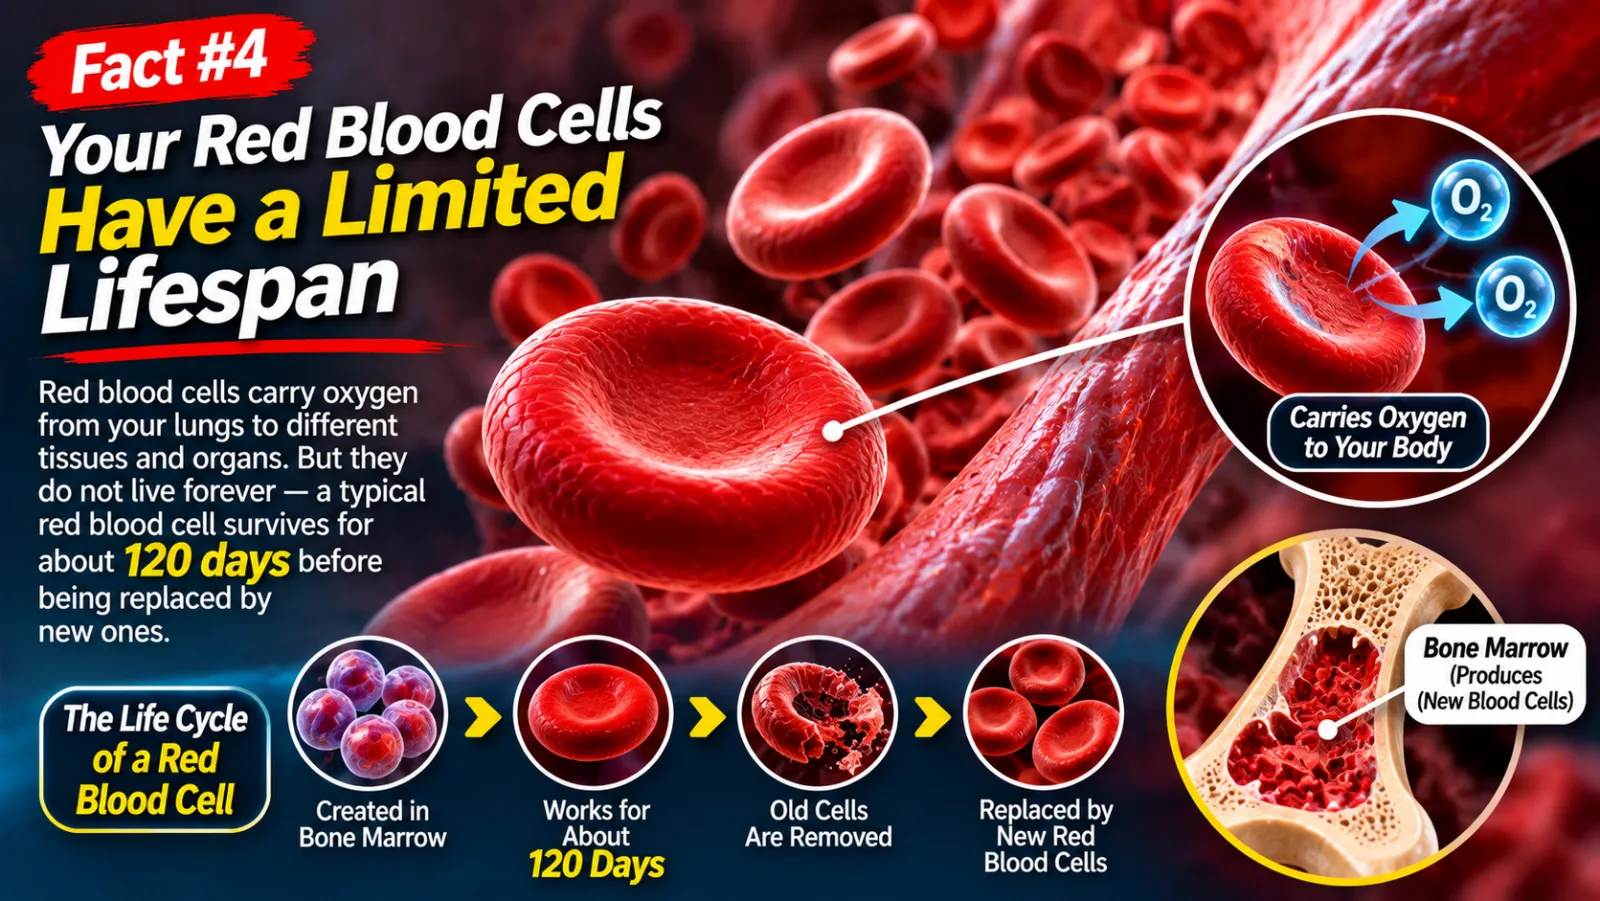 Fact #4
Your Red Blood Cells
Have a Limited
Lifespan
Red blood cells carry oxygen
from your lungs to different
tissues and organs. But they
do not live forever — a typical
red blood cell survives for
about 120 days before
being replaced by
new ones.
O₂
O₂
Carries Oxygen
to Your Body
Bone Marrow
(Produces
(New Blood Cells)
The Life Cycle
of a Red
Blood Cell
Created in
Bone Marrow
Works for
About
120 Days
Old Cells
Are Removed
Replaced by
New Red
Blood Cells